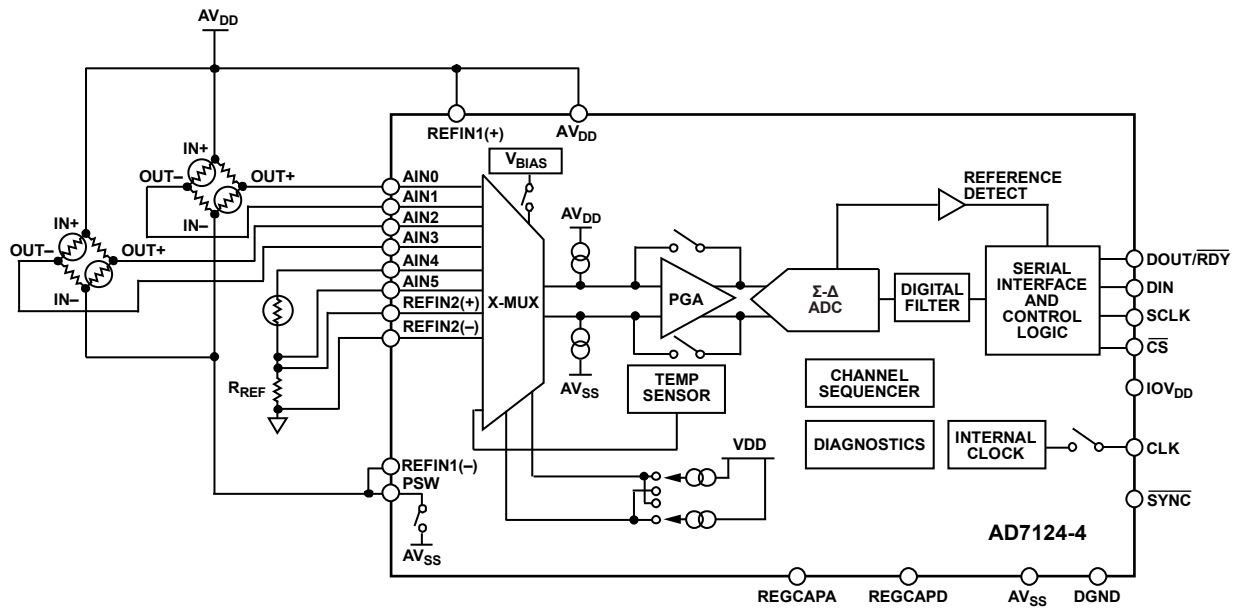 AVDD
REFIN1(+)
AVDD
IN+
OUT–
OUT+
IN–
IN+
OUT–
OUT+
IN–
RREF
AIN0
AIN1
AIN2
AIN3
AIN4
AIN5
REFIN2(+)
REFIN2(–)
REFIN1(–)
PSW
AVSS
VBIAS
X-MUX
AVDD
AVSS
PGA
TEMP
SENSOR
VDD
Σ-Δ
ADC
REFERENCE
DETECT
DIGITAL
FILTER
SERIAL
INTERFACE
AND
CONTROL
LOGIC
CHANNEL
SEQUENCER
DIAGNOSTICS
INTERNAL
CLOCK
DOUT/RDY
DIN
SCLK
CS
IOVDD
CLK
SYNC
AD7124-4
REGCAPA
REGCAPD
AVSS
DGND